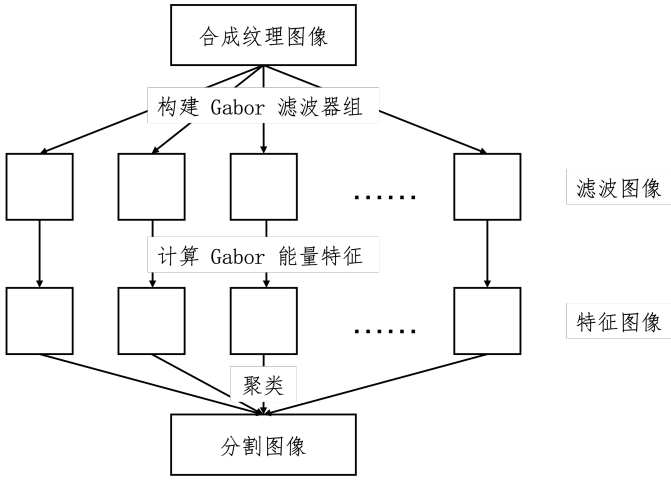 合成纹理图像
构建 Gabor 滤波器组
......
滤波图像
计算 Gabor 能量特征
......
特征图像
聚类
分割图像